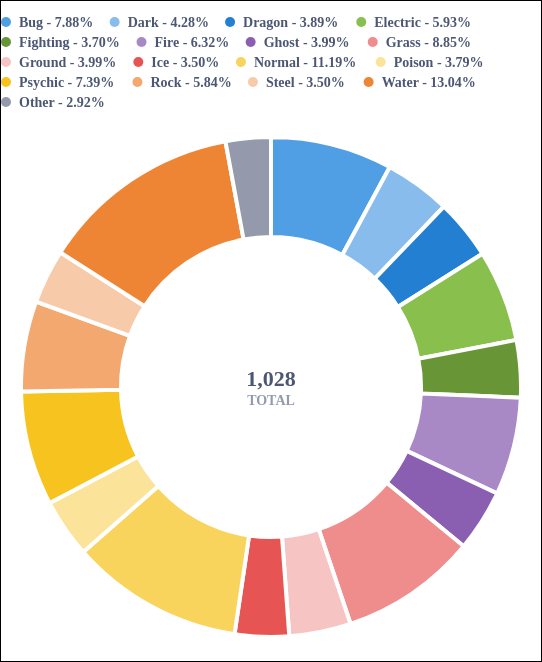 Bug - 7.88% Dark - 4.28% Dragon - 3.89% Electric - 5.93%
Fighting - 3.70% Fire - 6.32% Ghost - 3.99% Grass - 8.85%
Ground - 3.99% Ice - 3.50% Normal - 11.19% Poison - 3.79%
Psychic - 7.39% Rock - 5.84% Steel - 3.50% Water - 13.04%
Other - 2.92%
1,028
TOTAL